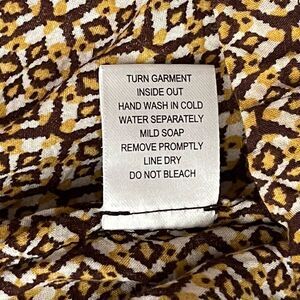 TURN GARMENT
INSIDE OUT
HAND WASH IN COLD
WATER SEPARATELY
MILD SOAP
REMOVE PROMPTLY
LINE DRY
DO NOT BLEACH